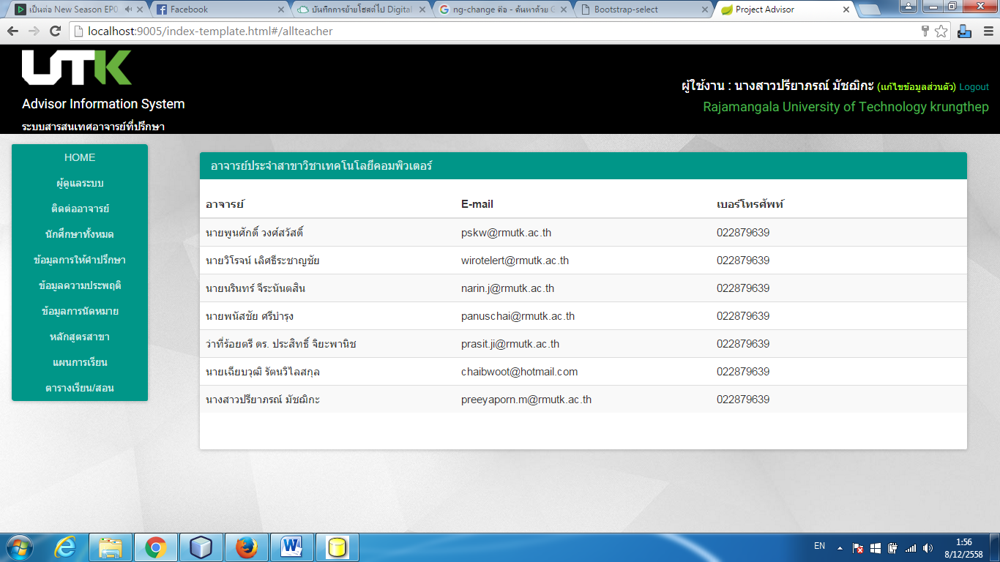 เป็นต่อ New Season EP0
Facebook
บันทึกการย้ายโฮสต์ไป Digital
ng-change คือ - ค้นหาด้วย G
Bootstrap-select
Project Advisor
localhost:9005/index-template.html#/allteacher
UTK
Advisor Information System
ระบบสารสนเทศอาจารย์ที่ปรึกษา
ผู้ใช้งาน : นางสาวปรียาภรณ์ มัชฌิกะ (แก้ไขข้อมูลส่วนตัว) Logout
Rajamangala University of Technology krungthep
HOME
ผู้ดูแลระบบ
ติดต่ออาจารย์
นักศึกษาทั้งหมด
ข้อมูลการให้คำปรึกษา
ข้อมูลความประพฤติ
ข้อมูลการนัดหมาย
หลักสูตรสาขา
แผนการเรียน
ตารางเรียน/สอน
อาจารย์ประจำสาขาวิชาเทคโนโลยีคอมพิวเตอร์
อาจารย์ E-mail เบอร์โทรศัพท์
นายพูนศักดิ์ วงศ์สวัสดิ์ pskw@rmutk.ac.th 022879639
นายวิโรจน์ เลิศธีระชาญชัย wirotelert@rmutk.ac.th 022879639
นายนรินทร์ จีระนันตสิน narin.j@rmutk.ac.th 022879639
นายพนัสชัย ศรีบำรุง panuschai@rmutk.ac.th 022879639
ว่าที่ร้อยตรี ดร. ประสิทธิ์ จิยะพานิช prasit.ji@rmutk.ac.th 022879639
นายเฉียบวุฒิ รัตนวิไลสกุล chaibwoot@hotmail.com 022879639
นางสาวปรียาภรณ์ มัชฌิกะ preeyaporn.m@rmutk.ac.th 022879639
EN
1:56
8/12/2558